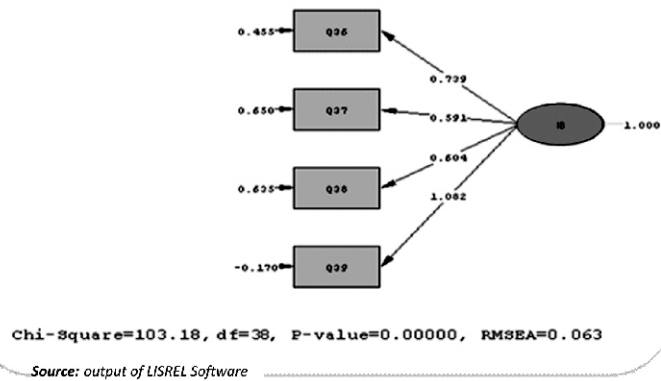 0.455 Q36
0.739
0.650 Q37
0.591
I8 1.000
0.604
0.635 Q38
1.082
-0.170 Q39
Chi-Square=103.18, df=38, P-value=0.00000, RMSEA=0.063
Source: output of LISREL Software